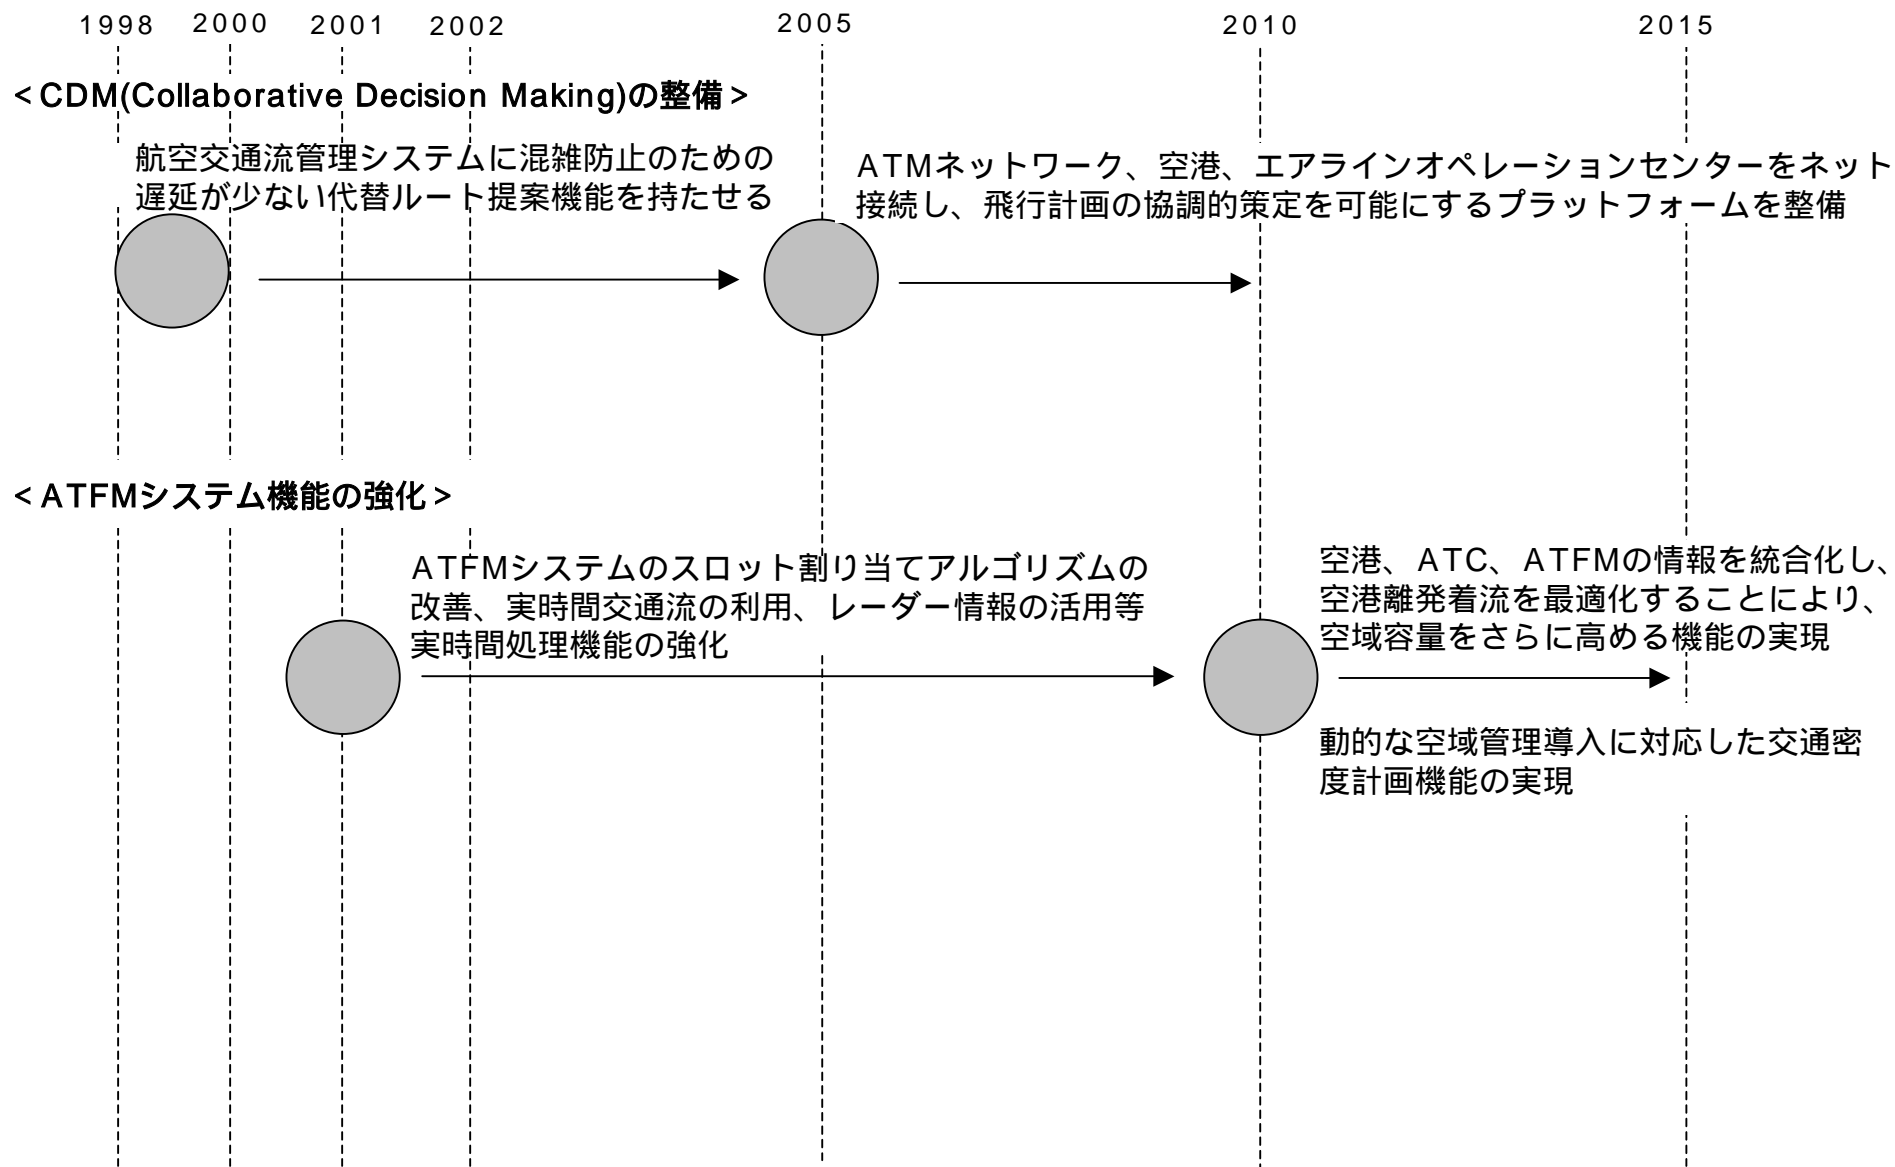 1998 2000 2001 2002 2005 2010 2015
<CDM(Collaborative Decision Making)の整備>
航空交通流管理システムに混雑防止のための
遅延が少ない代替ルート提案機能を持たせる
ATMネットワーク、空港、エアラインオペレーションセンターをネット
接続し、飛行計画の協調的策定を可能にするプラットフォームを整備
<ATFMシステム機能の強化>
ATFMシステムのスロット割り当てアルゴリズムの
改善、実時間交通流の利用、レーダー情報の活用等
実時間処理機能の強化
空港、ATC、ATFMの情報を統合化し、
空港離発着流を最適化することにより、
空域容量をさらに高める機能の実現
動的な空域管理導入に対応した交通密
度計画機能の実現